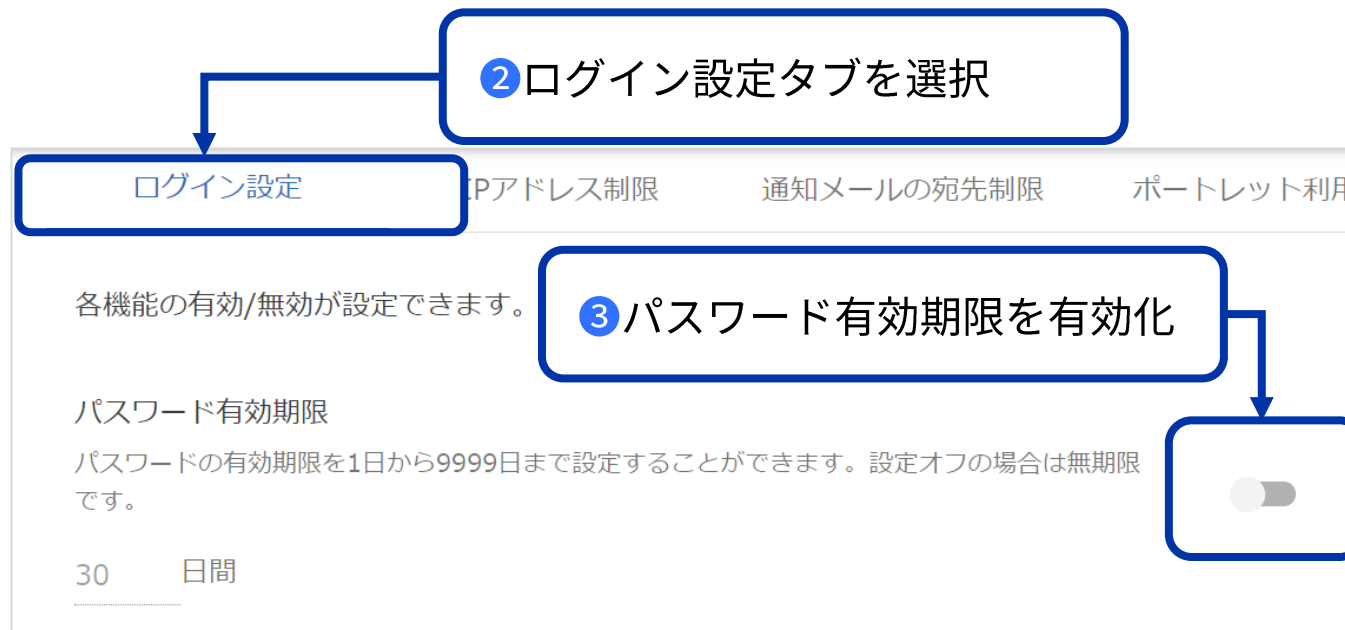 ❷ログイン設定タブを選択
ログイン設定
IPアドレス制限
通知メールの宛先制限
ポートレット利用
各機能の有効/無効が設定できます。
❸パスワード有効期限を有効化
パスワード有効期限
パスワードの有効期限を1日から9999日まで設定することができます。設定オフの場合は無期限
です。
30 日間